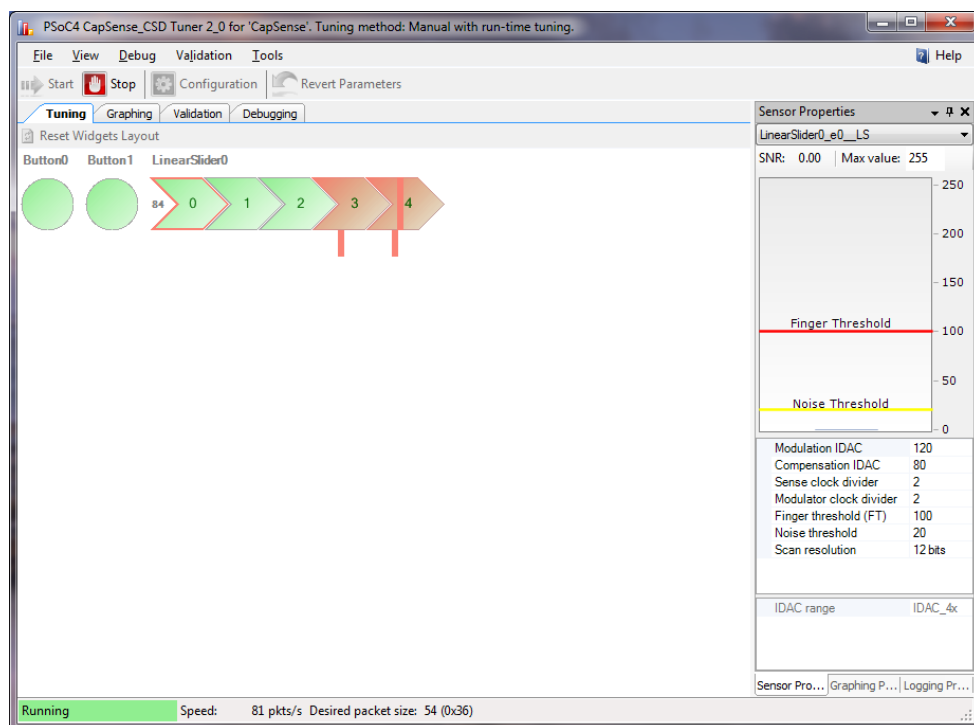 PSoC4 CapSense_CSD Tuner 2_0 for 'CapSense'. Tuning method: Manual with run-time tuning.
File View Debug Validation Tools Help
Start Stop Configuration Revert Parameters
Tuning Graphing Validation Debugging
Reset Widgets Layout
Button0 Button1 LinearSlider0
84 0 1 2 3 4
Sensor Properties
LinearSlider0_e0__LS
SNR: 0.00 Max value: 255
250
200
150
Finger Threshold
100
50
Noise Threshold
0
Modulation IDAC 120
Compensation IDAC 80
Sense clock divider 2
Modulator clock divider 2
Finger threshold (FT) 100
Noise threshold 20
Scan resolution 12 bits
IDAC range IDAC_4x
Sensor Pro... Graphing P... Logging Pr...
Running Speed: 81 pkts/s Desired packet size: 54 (0x36)